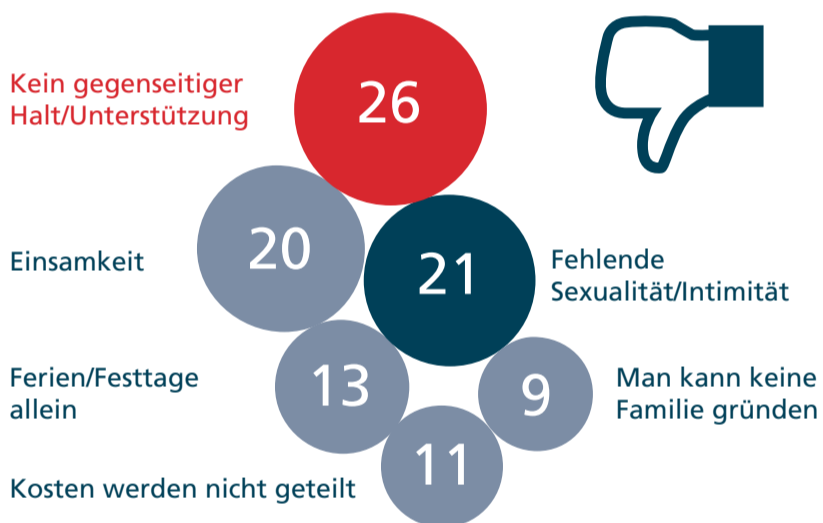 Kein gegenseitiger
Halt/Unterstützung
26
Einsamkeit
20
21
Fehlende
Sexualität/Intimität
Ferien/Festtage
allein
13
9
Man kann keine
Familie gründen
Kosten werden nicht geteilt
11